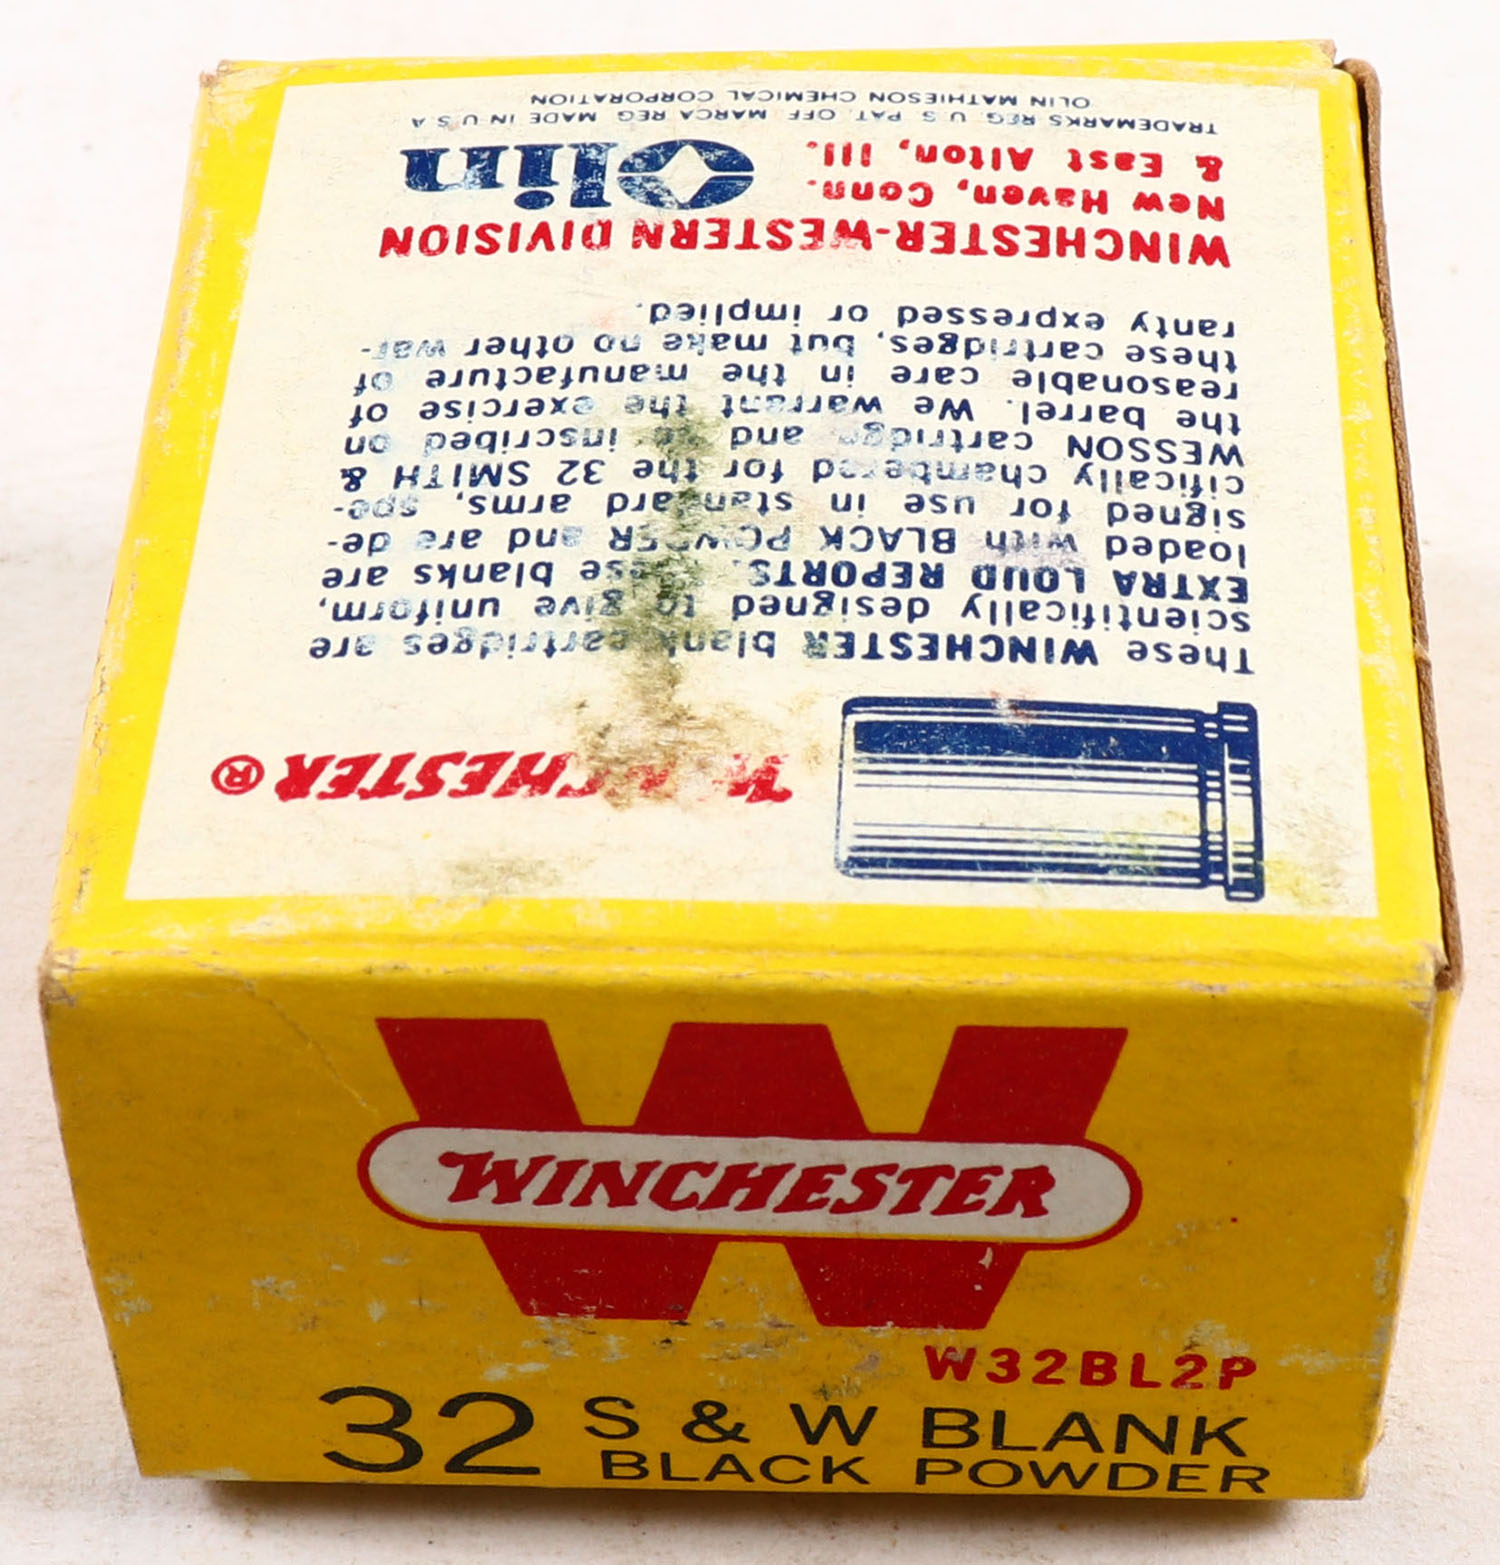 WINCHESTER®
These WINCHESTER blank cartridges are
scientifically designed to give uniform,
EXTRA LOUD REPORTS. These blanks are
loaded with BLACK POWDER and are de-
signed for use in standard arms, spe-
cifically chambered for the 32 SMITH &
WESSON cartridge and so inscribed on
the barrel. We warrant the exercise of
reasonable care in the manufacture of
these cartridges, but make no other war-
ranty expressed or implied.
WINCHESTER-WESTERN DIVISION
New Haven, Conn.
& East Alton, Ill.
Olin
TRADEMARKS REG. U.S. PAT. OFF. MARCA REG. MADE IN U S A
OLIN MATHIESON CHEMICAL CORPORATION
W
WINCHESTER
W32BL2P
32 S & W BLANK
BLACK POWDER